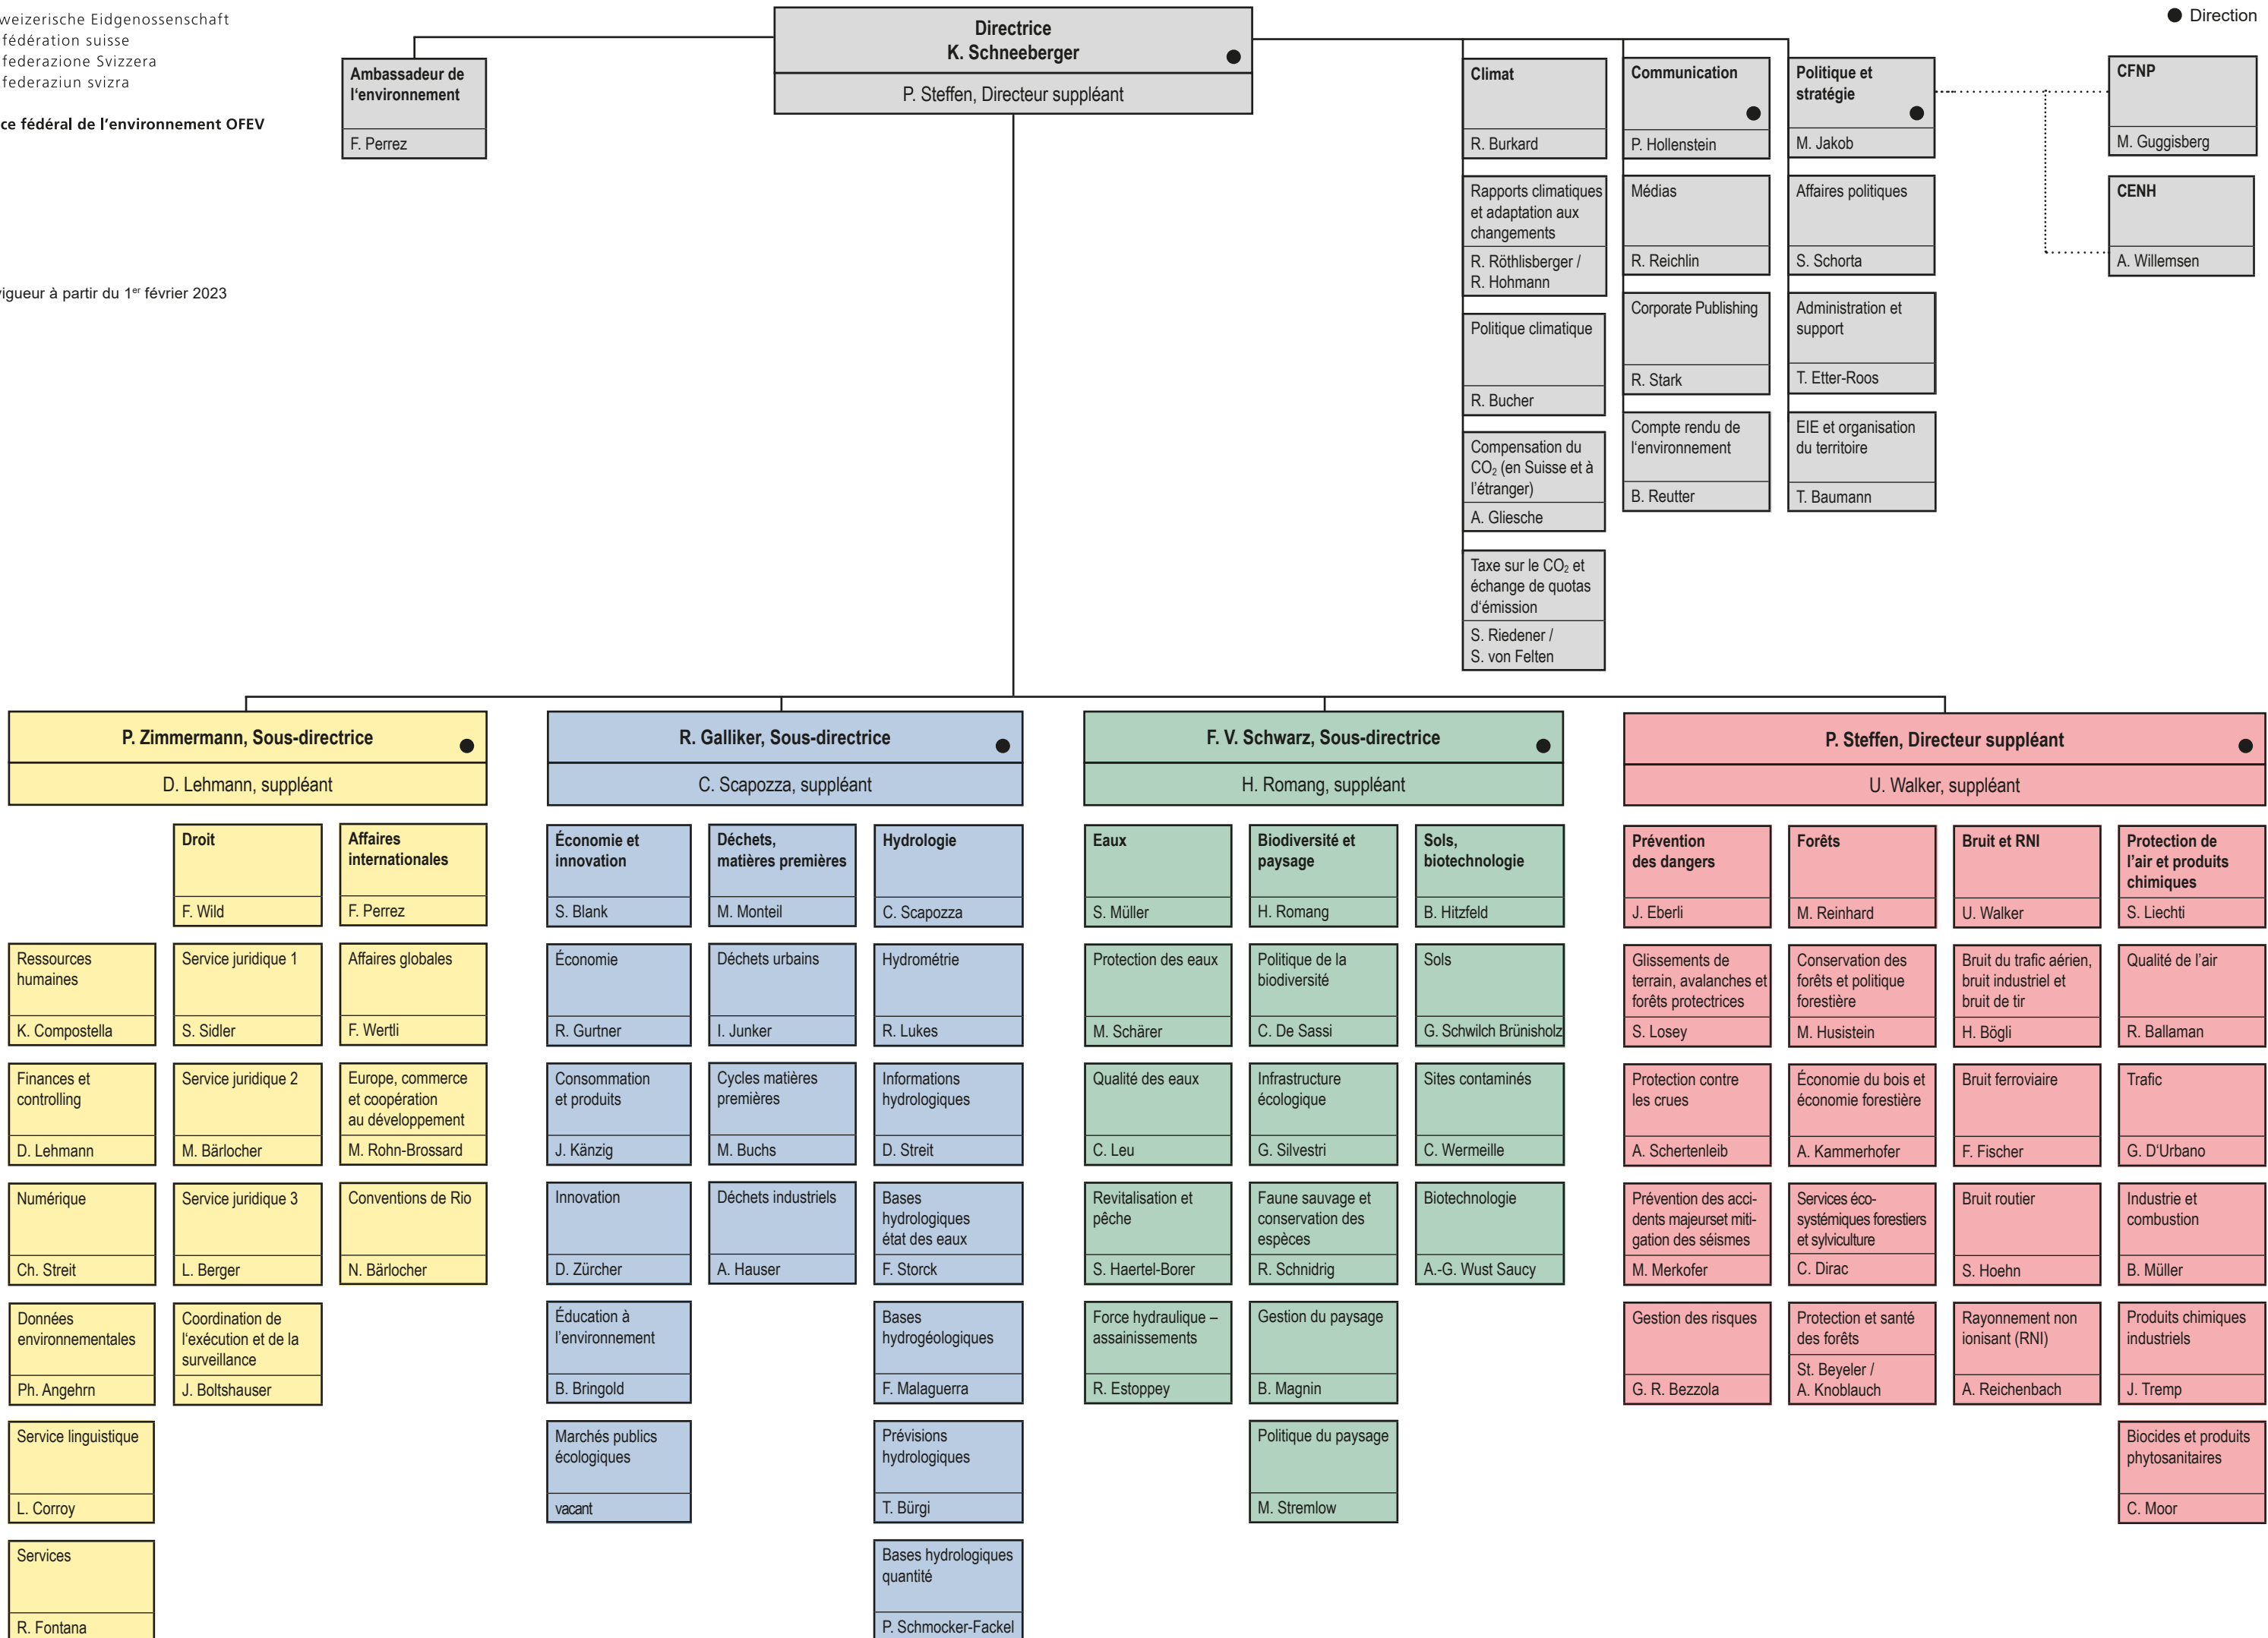 weizerische Eidgenossenschaft
fédération suisse
federazione Svizzera
federaziun svizra
ce fédéral de l'environnement OFEV
vigueur à partir du 1er février 2023
Directrice
K. Schneeberger
P. Steffen, Directeur suppléant
Direction
Ambassadeur de
l'environnement
F. Perrez
Climat
R. Burkard
Rapports climatiques
et adaptation aux
changements
R. Röthlisberger /
R. Hohmann
Politique climatique
R. Bucher
Compensation du
CO₂ (en Suisse et à
l'étranger)
A. Gliesche
Taxe sur le CO₂ et
échange de quotas
d'émission
S. Riedener /
S. von Felten
Communication
P. Hollenstein
Médias
R. Reichlin
Corporate Publishing
R. Stark
Compte rendu de
l'environnement
B. Reutter
Politique et
stratégie
M. Jakob
Affaires politiques
S. Schorta
Administration et
support
T. Etter-Roos
EIE et organisation
du territoire
T. Baumann
CFNP
M. Guggisberg
CENH
A. Willemsen
P. Zimmermann, Sous-directrice
D. Lehmann, suppléant
Ressources
humaines
K. Compostella
Finances et
controlling
D. Lehmann
Numérique
Ch. Streit
Données
environnementales
Ph. Angehrn
Service linguistique
L. Corroy
Services
R. Fontana
Droit
F. Wild
Service juridique 1
S. Sidler
Service juridique 2
M. Bärlocher
Service juridique 3
L. Berger
Coordination de
l'exécution et de la
surveillance
J. Boltshauser
Affaires
internationales
F. Perrez
Affaires globales
F. Wertli
Europe, commerce
et coopération
au développement
M. Rohn-Brossard
Conventions de Rio
N. Bärlocher
R. Galliker, Sous-directrice
C. Scapozza, suppléant
Économie et
innovation
S. Blank
Économie
R. Gurtner
Consommation
et produits
J. Känzig
Innovation
D. Zürcher
Éducation à
l'environnement
B. Bringold
Marchés publics
écologiques
vacant
Déchets,
matières premières
M. Monteil
Déchets urbains
I. Junker
Cycles matières
premières
M. Buchs
Déchets industriels
A. Hauser
Hydrologie
C. Scapozza
Hydrométrie
R. Lukes
Informations
hydrologiques
D. Streit
Bases
hydrologiques
état des eaux
F. Storck
Bases
hydrogéologiques
F. Malaguerra
Prévisions
hydrologiques
T. Bürgi
Bases hydrologiques
quantité
P. Schmocker-Fackel
F. V. Schwarz, Sous-directrice
H. Romang, suppléant
Eaux
S. Müller
Protection des eaux
M. Schärer
Qualité des eaux
C. Leu
Revitalisation et
pêche
S. Haertel-Borer
Force hydraulique –
assainissements
R. Estoppey
Biodiversité et
paysage
H. Romang
Politique de la
biodiversité
C. De Sassi
Infrastructure
écologique
G. Silvestri
Faune sauvage et
conservation des
espèces
R. Schnidrig
Gestion du paysage
B. Magnin
Politique du paysage
M. Stremlow
Sols,
biotechnologie
B. Hitzfeld
Sols
G. Schwilch Brünisholz
Sites contaminés
C. Wermeille
Biotechnologie
A.-G. Wust Saucy
P. Steffen, Directeur suppléant
U. Walker, suppléant
Prévention
des dangers
J. Eberli
Glissements de
terrain, avalanches et
forêts protectrices
S. Losey
Protection contre
les crues
A. Schertenleib
Prévention des acci-
dents majeurset miti-
gation des séismes
M. Merkofer
Gestion des risques
G. R. Bezzola
Forêts
M. Reinhard
Conservation des
forêts et politique
forestière
M. Husistein
Économie du bois et
économie forestière
A. Kammerhofer
Services éco-
systémiques forestiers
et sylviculture
C. Dirac
Protection et santé
des forêts
St. Beyeler /
A. Knoblauch
Bruit et RNI
U. Walker
Bruit du trafic aérien,
bruit industriel et
bruit de tir
H. Bögli
Bruit ferroviaire
F. Fischer
Bruit routier
S. Hoehn
Rayonnement non
ionisant (RNI)
A. Reichenbach
Protection de
l'air et produits
chimiques
S. Liechti
Qualité de l'air
R. Ballaman
Trafic
G. D'Urbano
Industrie et
combustion
B. Müller
Produits chimiques
industriels
J. Tremp
Biocides et produits
phytosanitaires
C. Moor